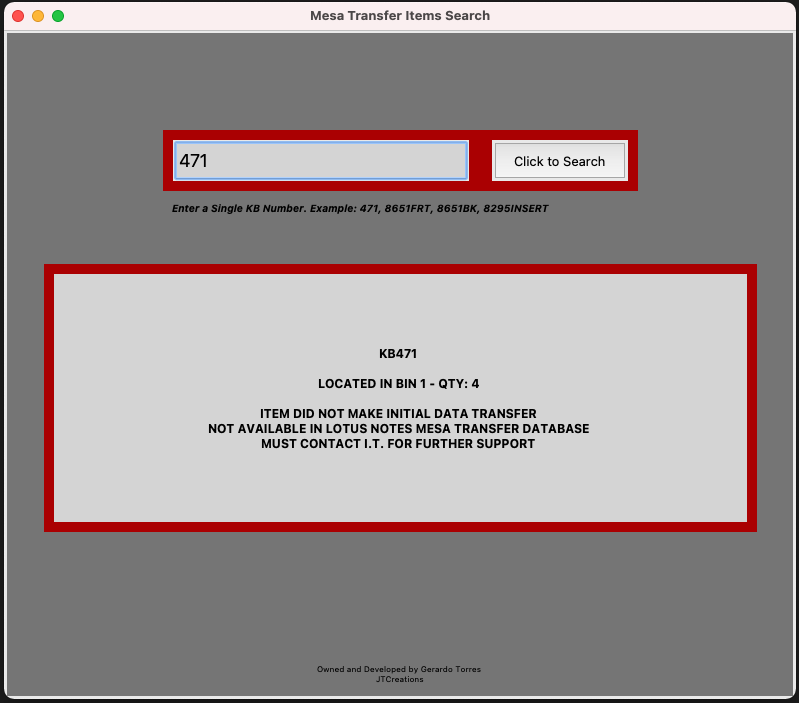 Mesa Transfer Items Search
471
Click to Search
Enter a Single KB Number. Example: 471, 8651FRT, 8651BK, 8295INSERT
KB471
LOCATED IN BIN 1 - QTY: 4
ITEM DID NOT MAKE INITIAL DATA TRANSFER
NOT AVAILABLE IN LOTUS NOTES MESA TRANSFER DATABASE
MUST CONTACT I.T. FOR FURTHER SUPPORT
Owned and Developed by Gerardo Torres
JTCreations